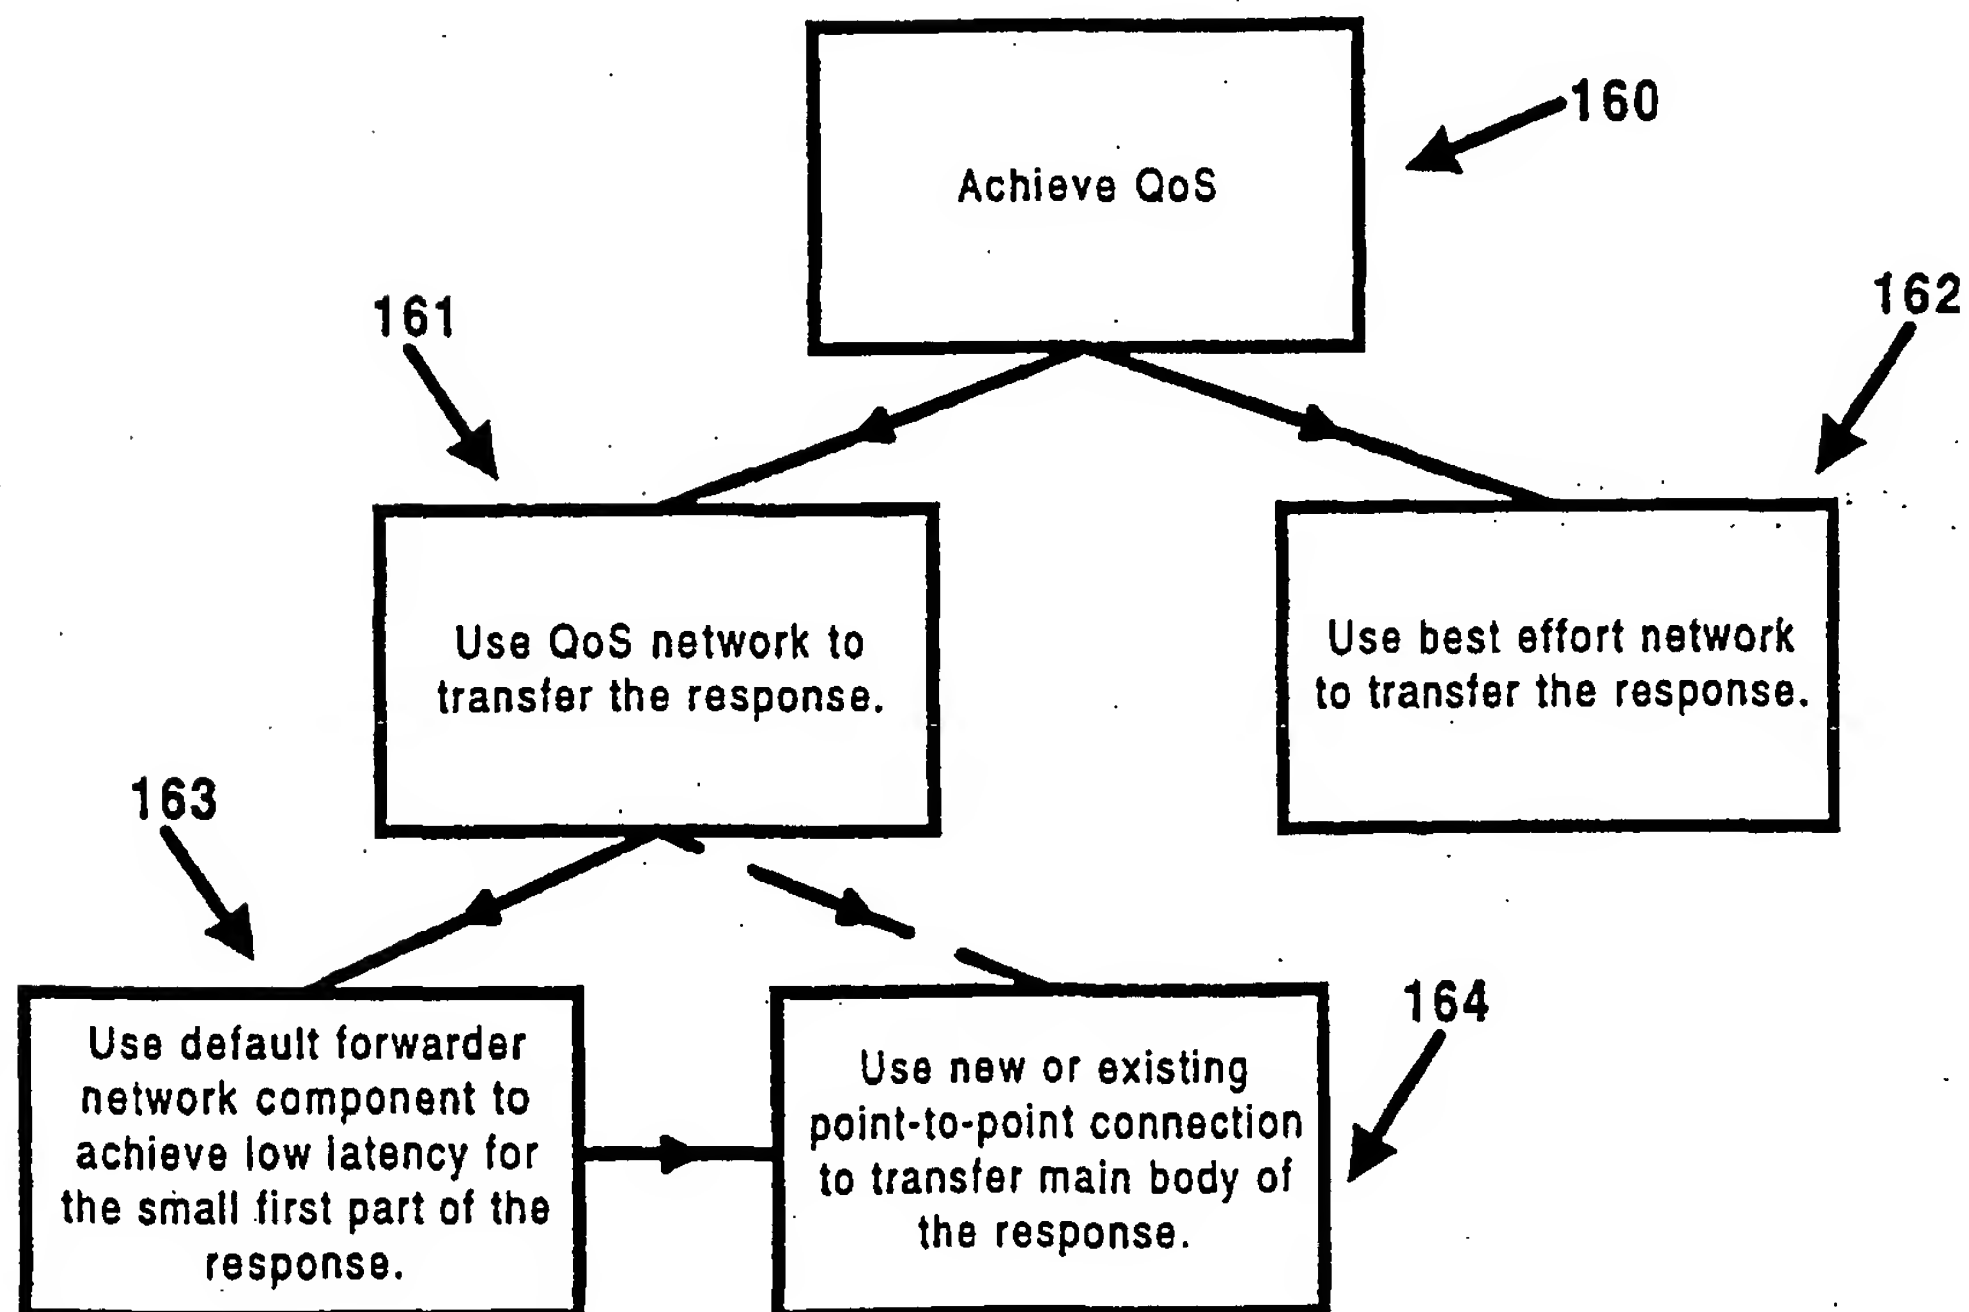 160
Achieve QoS
161
162
Use QoS network to
transfer the response.
Use best effort network
to transfer the response.
163
164
Use default forwarder
network component to
achieve low latency for
the small first part of the
response.
Use new or existing
point-to-point connection
to transfer main body of
the response.